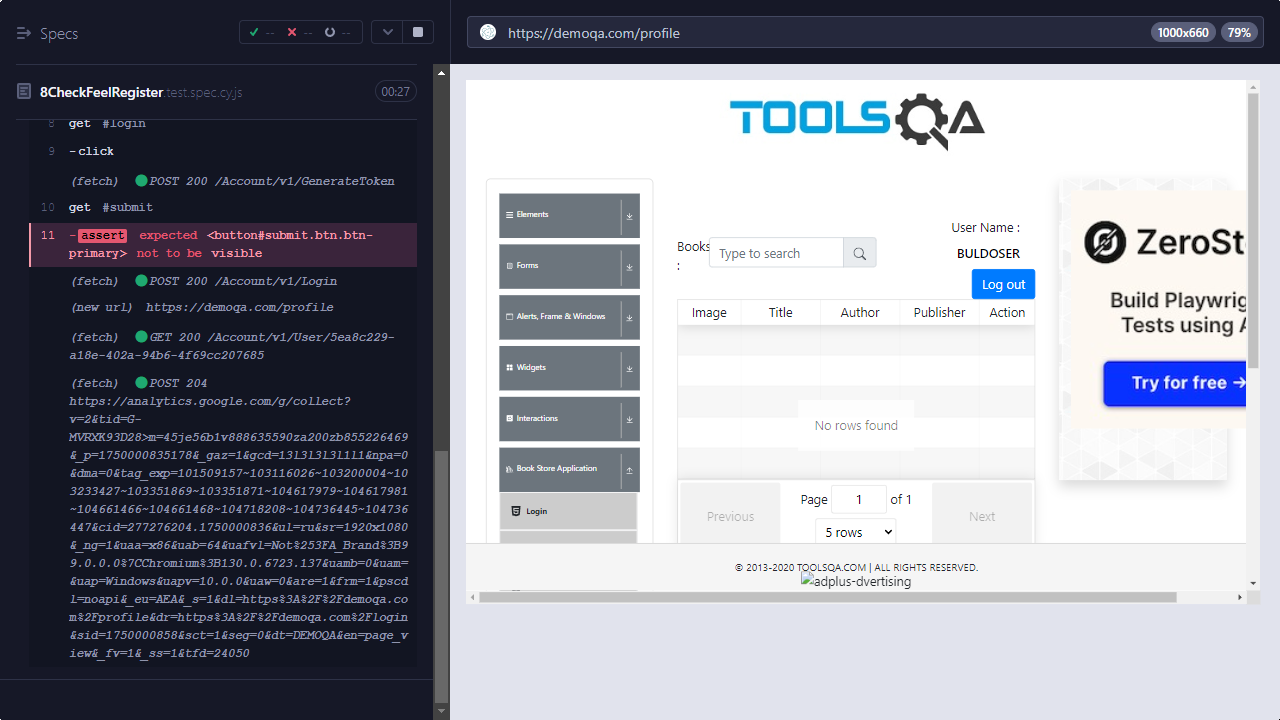 Specs
--
--
--
https://demoqa.com/profile
1000x660
79%
8CheckFeelRegister.test.spec.cy.js
00:27
8 get #login
9 -click
(fetch) POST 200 /Account/v1/GenerateToken
10 get #submit
11 -assert expected <button#submit.btn.btn-
primary> not to be visible
(fetch) POST 200 /Account/v1/Login
(new url) https://demoqa.com/profile
(fetch) GET 200 /Account/v1/User/5ea8c229-
a18e-402a-94b6-4f69cc207685
(fetch) POST 204
https://analytics.google.com/g/collect?
v=2&tid=G-
MVRXK93D28>m=45je56b1v888635590za200zb855226469
&_p=1750000835178&_gaz=1&gcd=13l3l3l3l1l1&npa=0
&dma=0&tag_exp=101509157~103116026~103200004~10
3233427~103351869~103351871~104617979~104617981
~104661466~104661468~104718208~104736445~104736
447&cid=277276204.1750000836&ul=ru&sr=1920x1080
&_ng=1&uaa=x86&uab=64&uafvl=Not%253FA_Brand%3B9
9.0.0.0%7CChromium%3B130.0.6723.137&uamb=0&uam=
&uap=Windows&uapv=10.0.0&uaw=0&are=1&frm=1&pscd
l=noapi&_eu=AEA&_s=1&dl=https%3A%2F%2Fdemoqa.co
m%2Fprofile&dr=https%3A%2F%2Fdemoqa.com%2Flogin
&sid=1750000858&sct=1&seg=0&dt=DEMOQA&en=page_v
iew&_fv=1&_ss=1&tfd=24050
TOOLSQA
Elements
Forms
Alerts, Frame & Windows
Widgets
Interactions
Book Store Application
Login
Books
:
Type to search
User Name :
BULDOSER
Log out
Image Title Author Publisher Action
No rows found
Previous
Page 1 of 1
5 rows
Next
ZeroSt
Build Playwrig
Tests using A
Try for free →
© 2013-2020 TOOLSQA.COM | ALL RIGHTS RESERVED.
adplus-dvertising